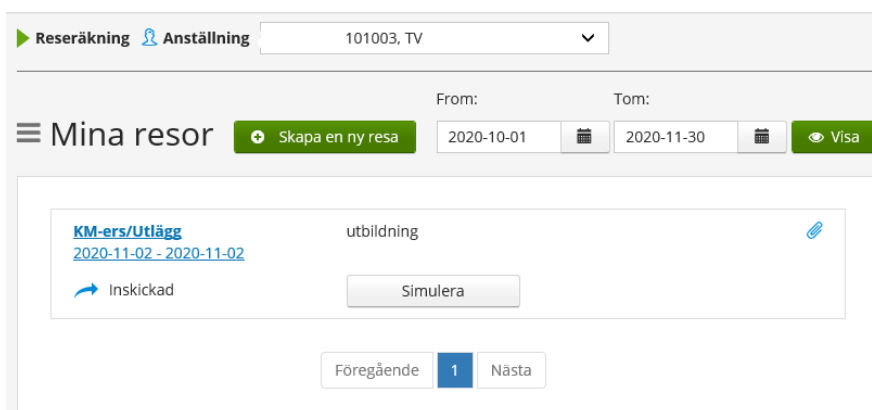 Reseräkning Anställning 101003, TV
From: Tom:
Mina resor Skapa en ny resa 2020-10-01 2020-11-30 Visa
KM-ers/Utlägg utbildning
2020-11-02 - 2020-11-02
Inskickad Simulera
Föregående 1 Nästa